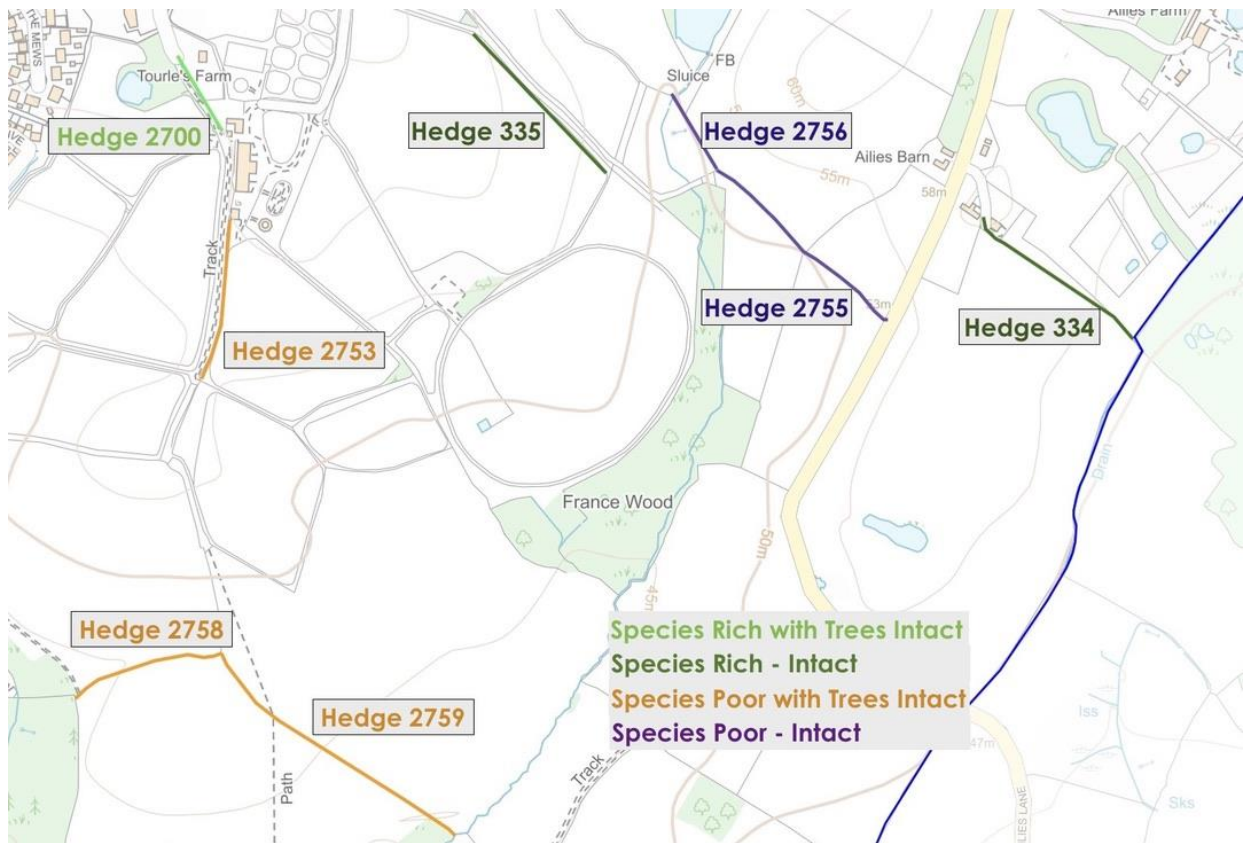 THE MEWS
Ailies Farm
Tourle's Farm
Hedge 2700
Hedge 335
FB
Sluice
60m
Hedge 2756
Ailies Barn
55m
58m
Track
Hedge 2753
Hedge 2755
Hedge 334
Drain
France Wood
50m
45m
Hedge 2758
Species Rich with Trees Intact
Species Rich - Intact
Species Poor with Trees Intact
Species Poor - Intact
Hedge 2759
Iss
47m
Track
Path
Sks